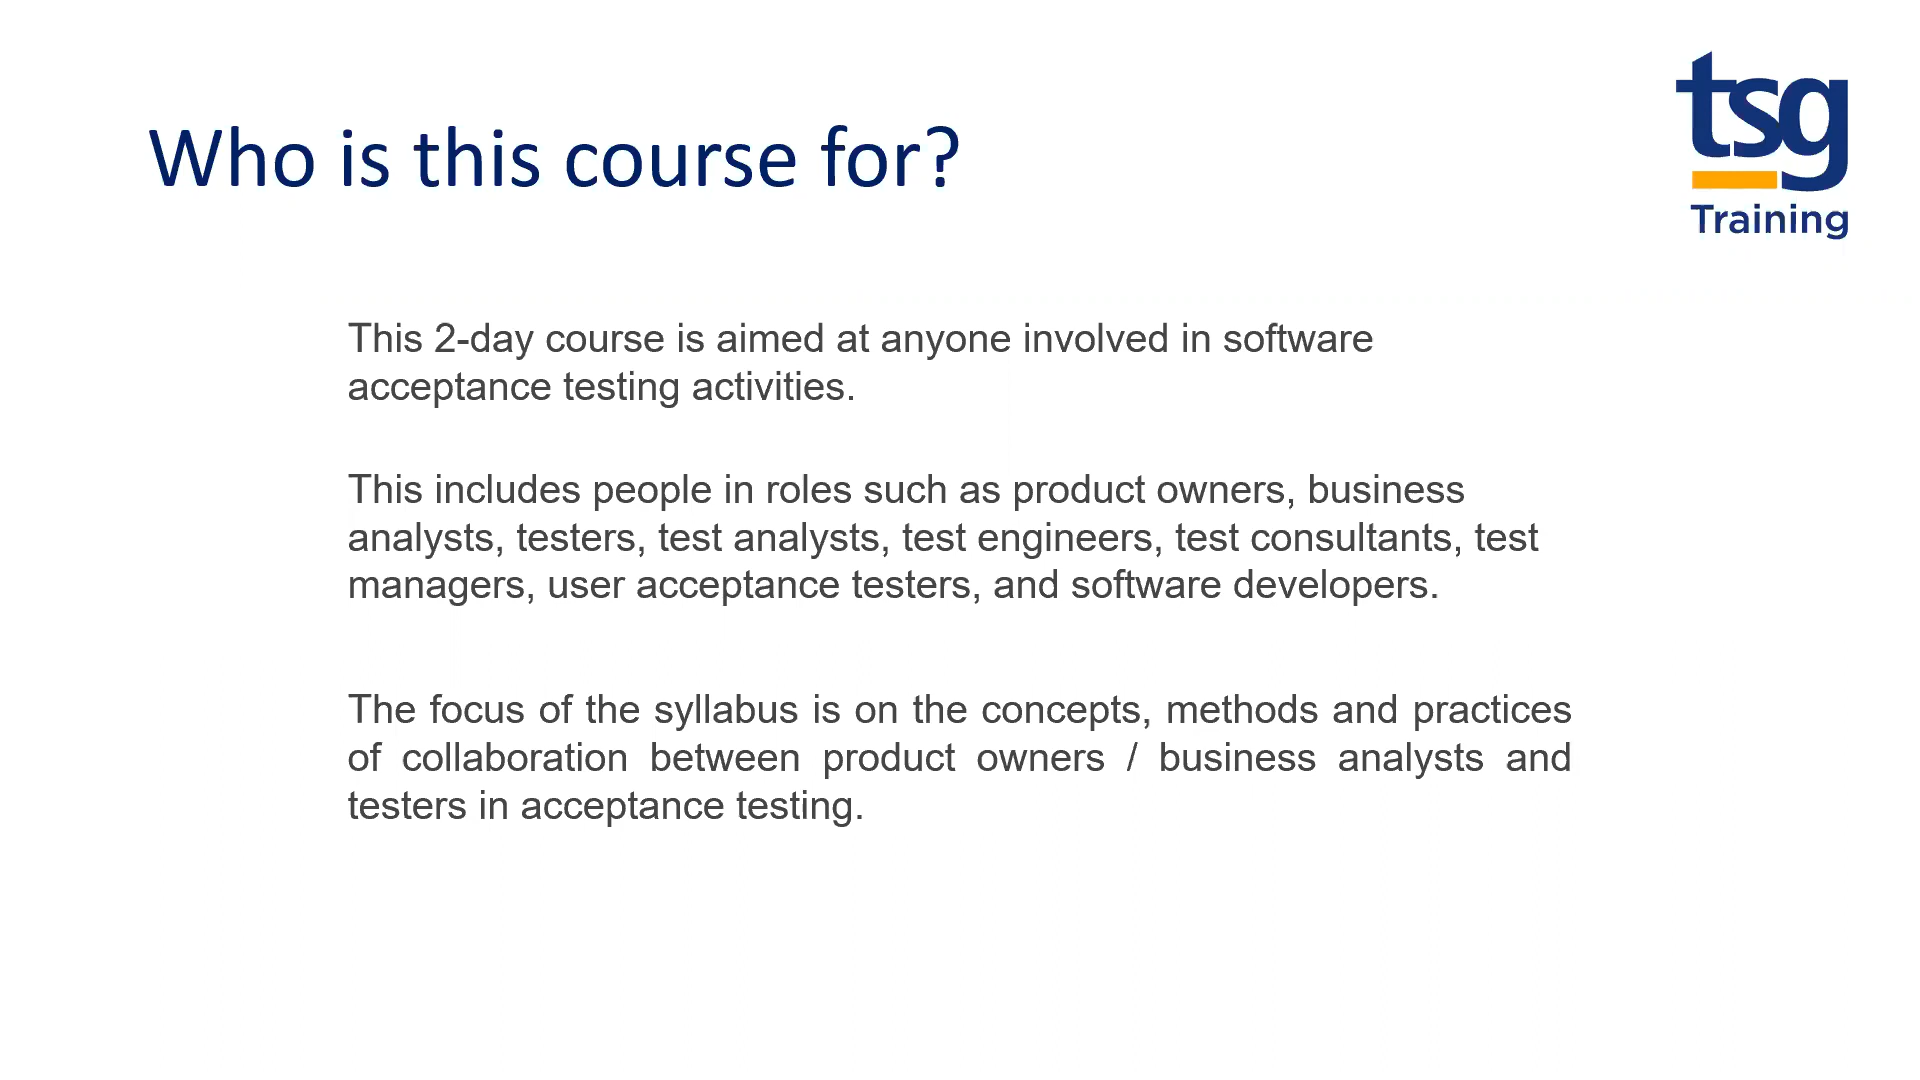 tsg
Training
Who is this course for?
This 2-day course is aimed at anyone involved in software
acceptance testing activities.
This includes people in roles such as product owners, business
analysts, testers, test analysts, test engineers, test consultants, test
managers, user acceptance testers, and software developers.
The focus of the syllabus is on the concepts, methods and practices
of collaboration between product owners / business analysts and
testers in acceptance testing.